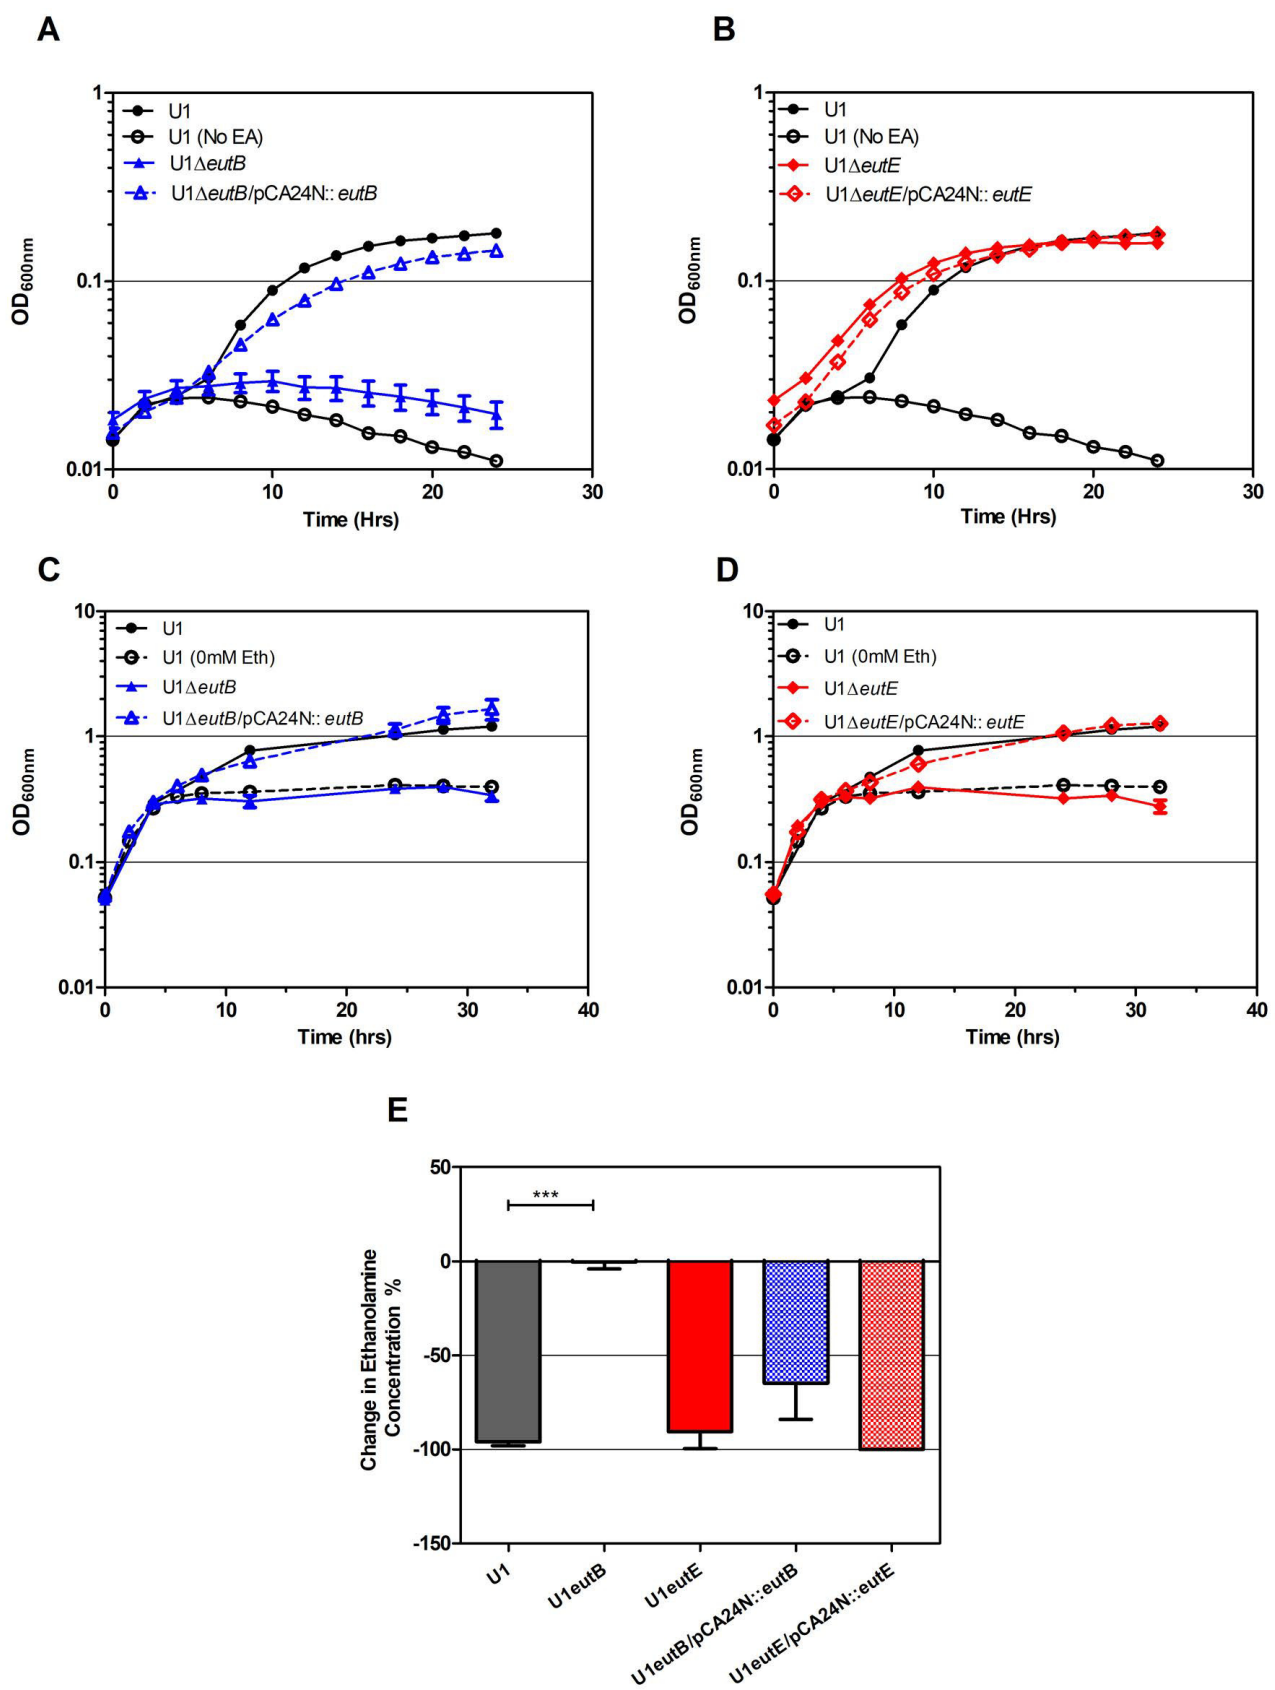 A
B
1
U1
U1 (No EA)
U1ΔeutB
U1ΔeutB/pCA24N::eutB
0.1
0.01
OD600nm
0 10 20 30
Time (Hrs)
1
U1
U1 (No EA)
U1ΔeutE
U1ΔeutE/pCA24N::eutE
0.1
0.01
OD600nm
0 10 20 30
Time (Hrs)
C
D
10
U1
U1 (0mM Eth)
U1ΔeutB
U1ΔeutB/pCA24N::eutB
1
0.1
0.01
OD600nm
0 10 20 30 40
Time (hrs)
10
U1
U1 (0mM Eth)
U1ΔeutE
U1ΔeutE/pCA24N::eutE
1
0.1
0.01
OD600nm
0 10 20 30 40
Time (hrs)
E
50
***
0
-50
-100
-150
Change in Ethanolamine
Concentration %
U1
U1eutB
U1eutE
U1eutB/pCA24N::eutB
U1eutE/pCA24N::eutE